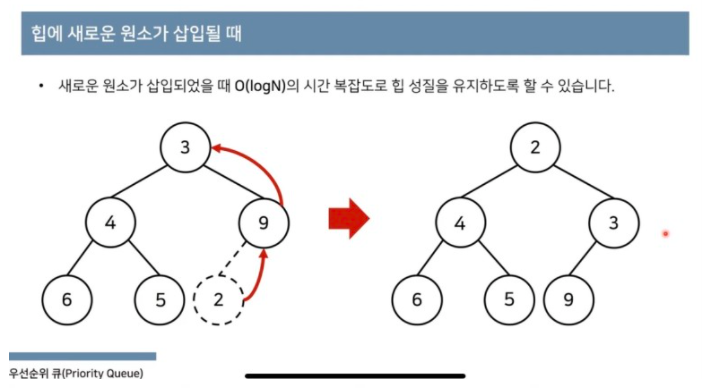 힙에 새로운 원소가 삽입될 때
• 새로운 원소가 삽입되었을 때 O(logN)의 시간 복잡도로 힙 성질을 유지하도록 할 수 있습니다.
3
4 9
6 5 2
2
4 3
6 5 9
우선순위 큐(Priority Queue)